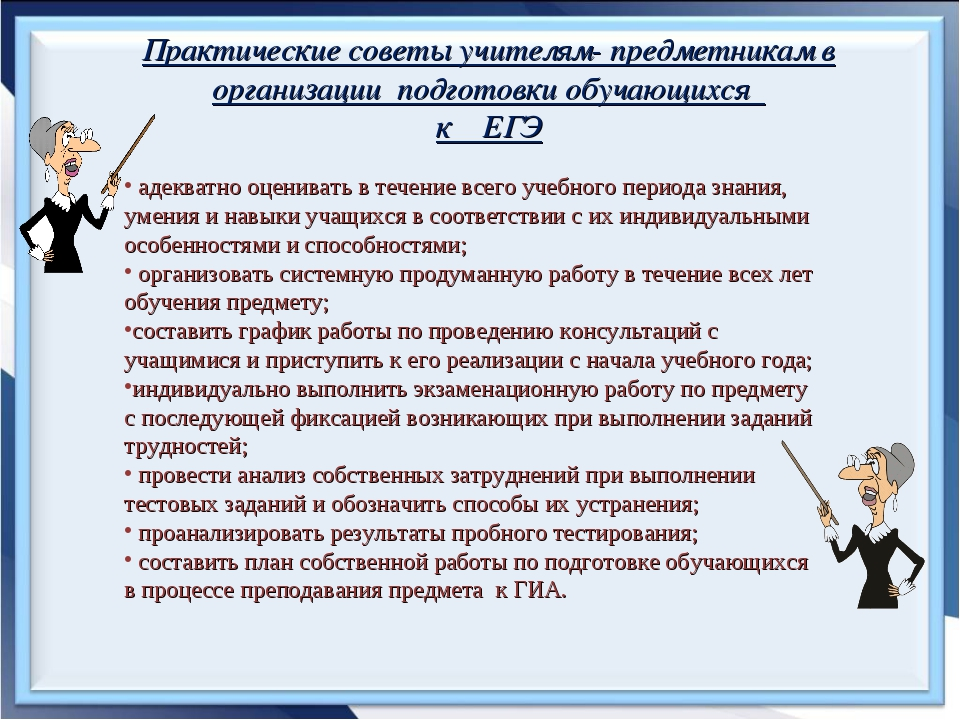 Практические советы учителям- предметникам в
организации подготовки обучающихся
к ЕГЭ
• адекватно оценивать в течение всего учебного периода знания,
умения и навыки учащихся в соответствии с их индивидуальными
особенностями и способностями;
• организовать системную продуманную работу в течение всех лет
обучения предмету;
•составить график работы по проведению консультаций с
учащимися и приступить к его реализации с начала учебного года;
•индивидуально выполнить экзаменационную работу по предмету
с последующей фиксацией возникающих при выполнении заданий
трудностей;
• провести анализ собственных затруднений при выполнении
тестовых заданий и обозначить способы их устранения;
• проанализировать результаты пробного тестирования;
• составить план собственной работы по подготовке обучающихся
в процессе преподавания предмета к ГИА.